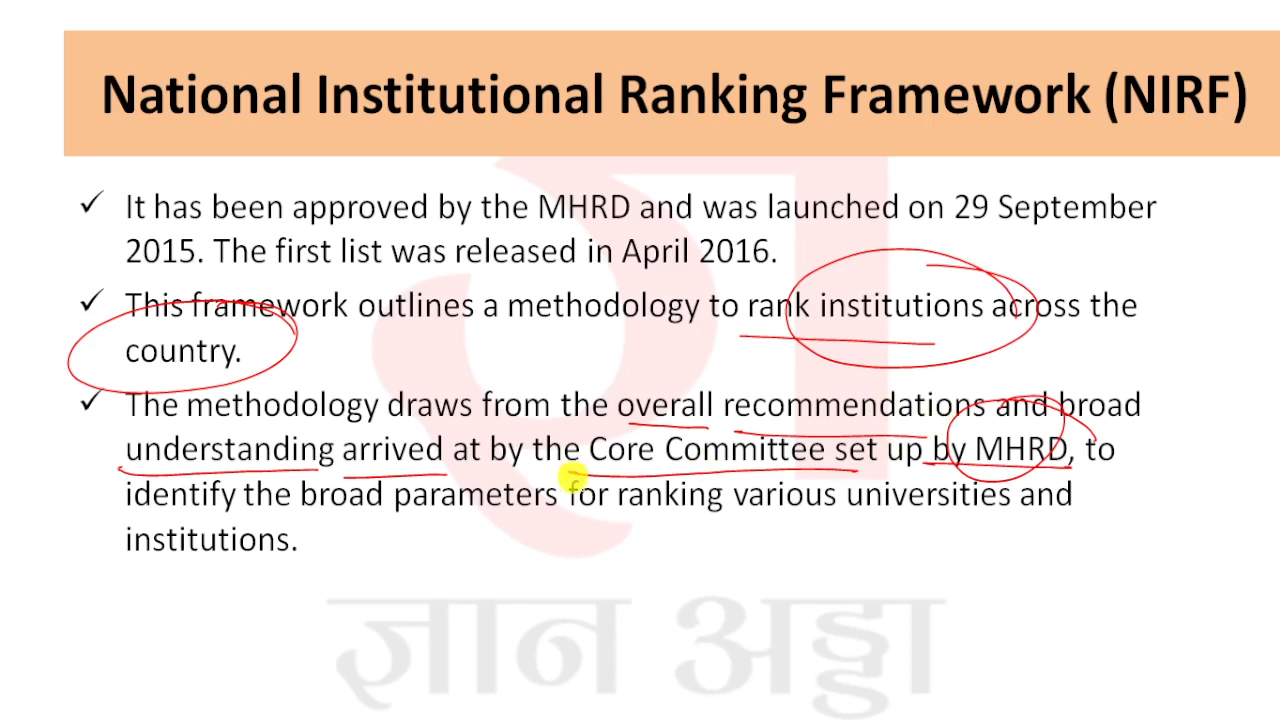 National Institutional Ranking Framework (NIRF)
✓ It has been approved by the MHRD and was launched on 29 September
2015. The first list was released in April 2016.
✓ This framework outlines a methodology to rank institutions across the
country.
✓ The methodology draws from the overall recommendations and broad
understanding arrived at by the Core Committee set up by MHRD, to
identify the broad parameters for ranking various universities and
institutions.
ज्ञान अड्डा